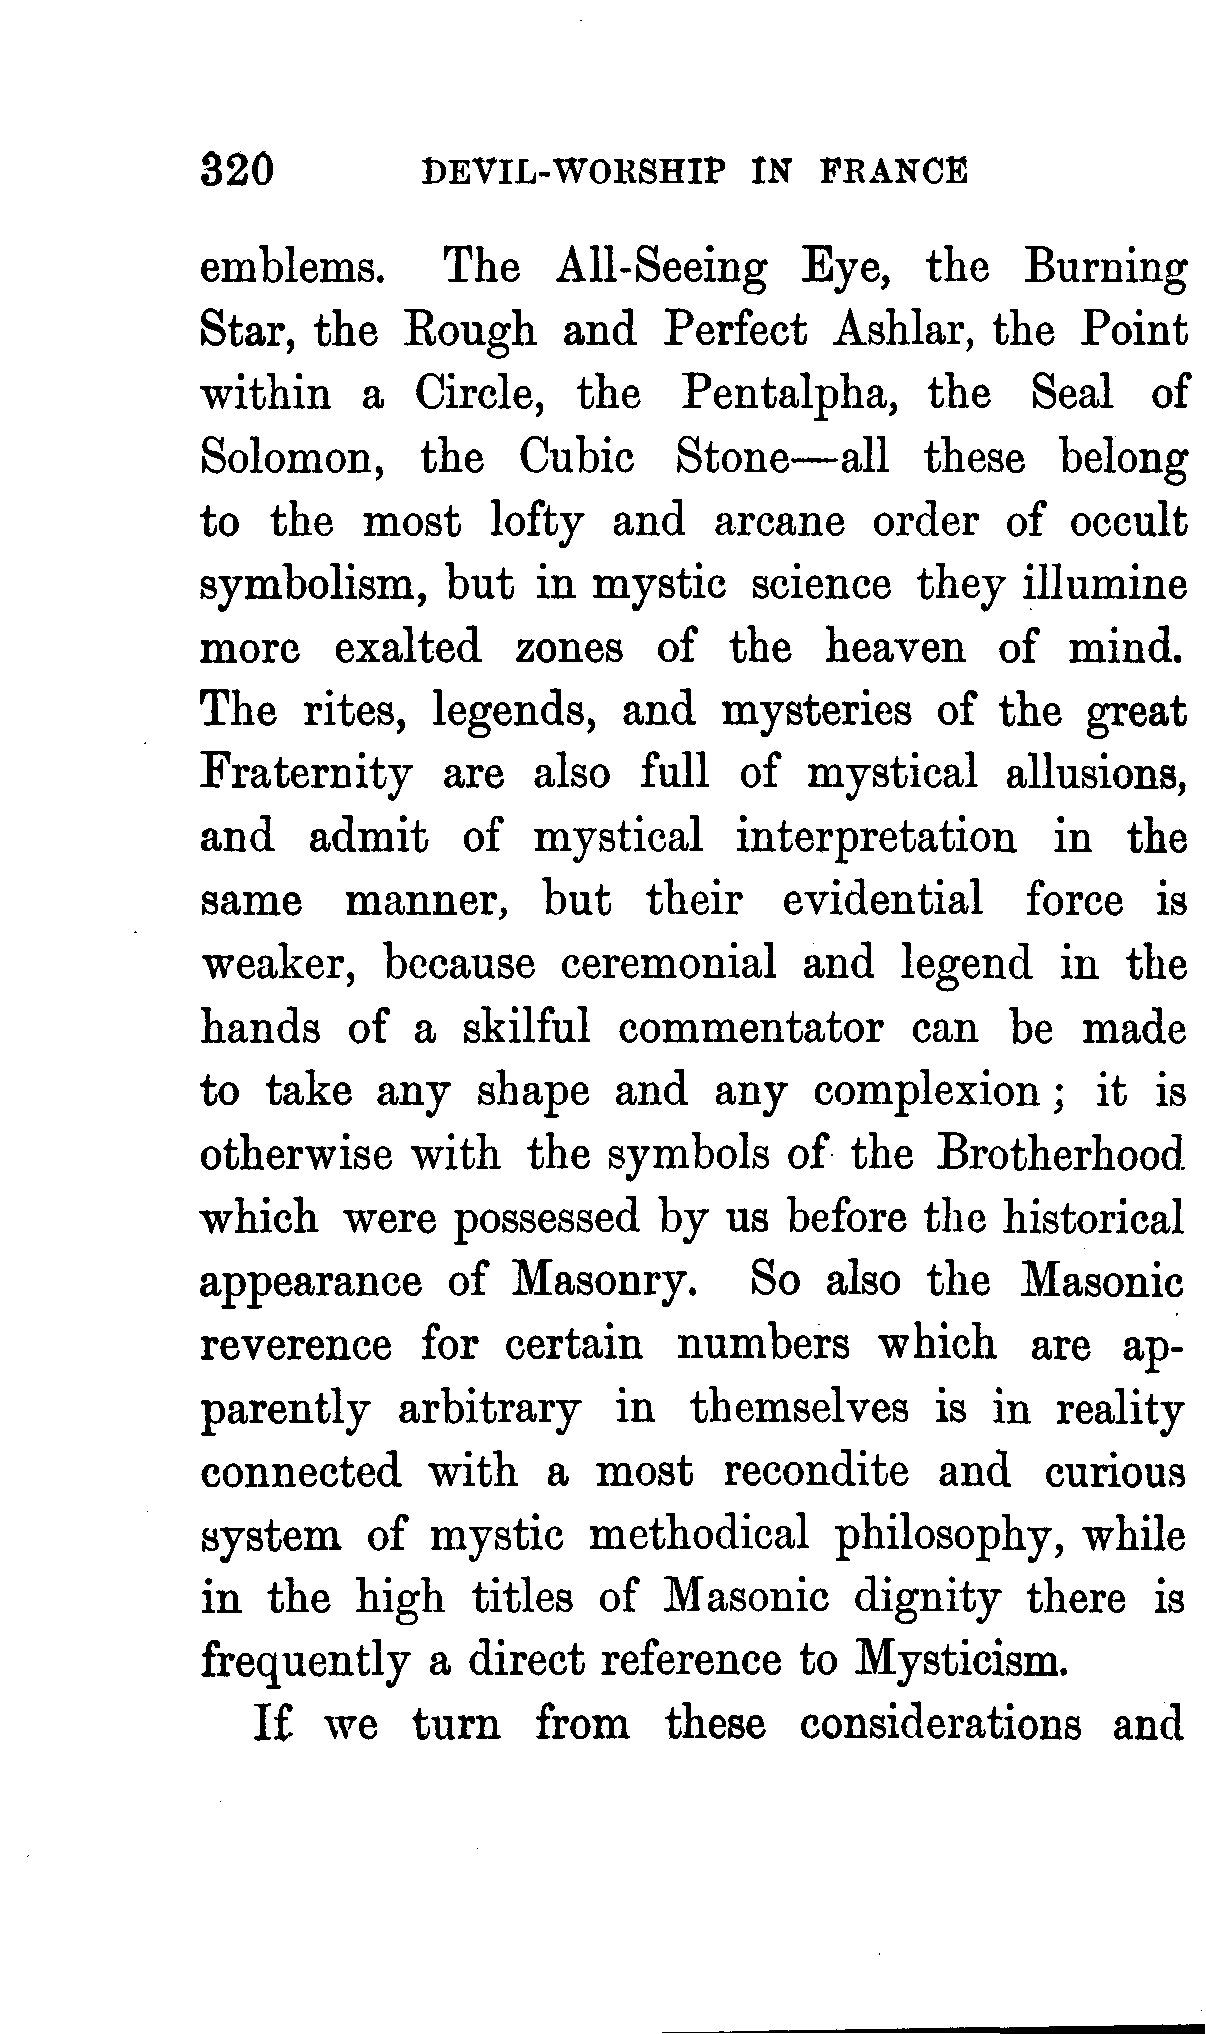 320 DEVIL-WORSHIP IN FRANCE
emblems. The All-Seeing Eye, the Burning
Star, the Rough and Perfect Ashlar, the Point
within a Circle, the Pentalpha, the Seal of
Solomon, the Cubic Stone—all these belong
to the most lofty and arcane order of occult
symbolism, but in mystic science they illumine
more exalted zones of the heaven of mind.
The rites, legends, and mysteries of the great
Fraternity are also full of mystical allusions,
and admit of mystical interpretation in the
same manner, but their evidential force is
weaker, because ceremonial and legend in the
hands of a skilful commentator can be made
to take any shape and any complexion ; it is
otherwise with the symbols of the Brotherhood
which were possessed by us before the historical
appearance of Masonry. So also the Masonic
reverence for certain numbers which are ap-
parently arbitrary in themselves is in reality
connected with a most recondite and curious
system of mystic methodical philosophy, while
in the high titles of Masonic dignity there is
frequently a direct reference to Mysticism.
If we turn from these considerations and